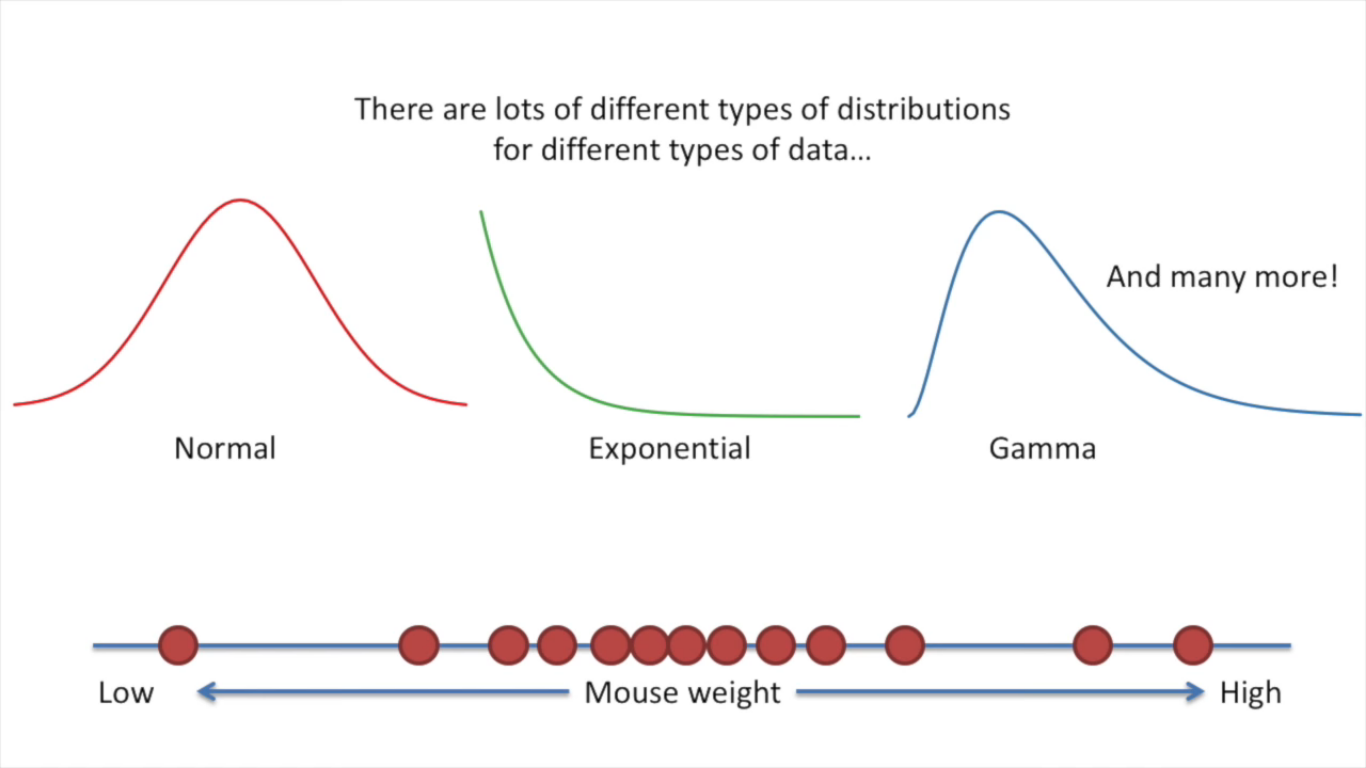 There are lots of different types of distributions
for different types of data...
And many more!
Normal
Exponential
Gamma
Low
Mouse weight
High